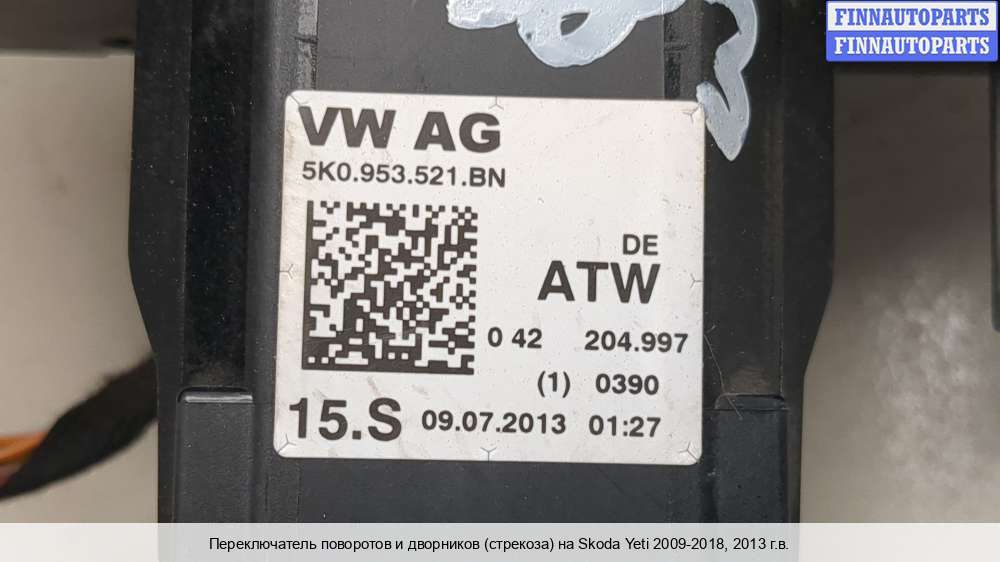 FINNAUTOPARTS
FINNAUTOPARTS
VW AG
5K0.953.521.BN
DE
ATW
0 42 204.997
(1) 0390
15.S 09.07.2013 01:27
Переключатель поворотов и дворников (стрекоза) на Skoda Yeti 2009-2018, 2013 г.в.